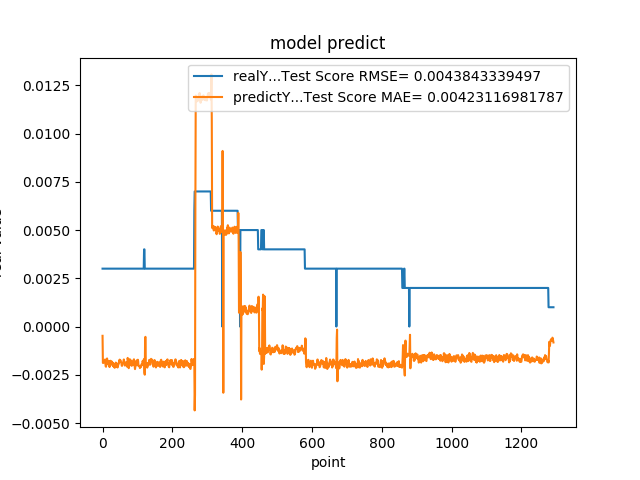 model predict
realY...Test Score RMSE= 0.0043843339497
predictY...Test Score MAE= 0.00423116981787
0.0125
0.0100
0.0075
0.0050
0.0025
0.0000
−0.0025
−0.0050
0 200 400 600 800 1000 1200
point